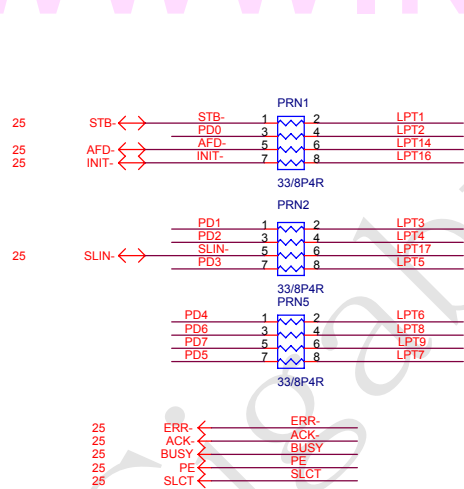 PRN1
25 STB- STB- 1 2 LPT1
PD0 3 4 LPT2
25 AFD- AFD- 5 6 LPT14
25 INIT- INIT- 7 8 LPT16
33/8P4R
PRN2
PD1 1 2 LPT3
PD2 3 4 LPT4
25 SLIN- SLIN- 5 6 LPT17
PD3 7 8 LPT5
33/8P4R
PRN5
PD4 1 2 LPT6
PD6 3 4 LPT8
PD7 5 6 LPT9
PD5 7 8 LPT7
33/8P4R
25 ERR- ERR-
25 ACK- ACK-
25 BUSY BUSY
25 PE PE
25 SLCT SLCT